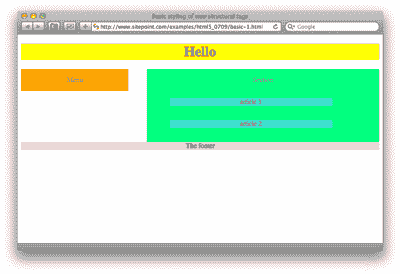 Basic styling of new structural tags
http://www.sitepoint.com/examples/html5_0709/basic-1.html
Google
Hello
Menu
article 1
article 2
The footer